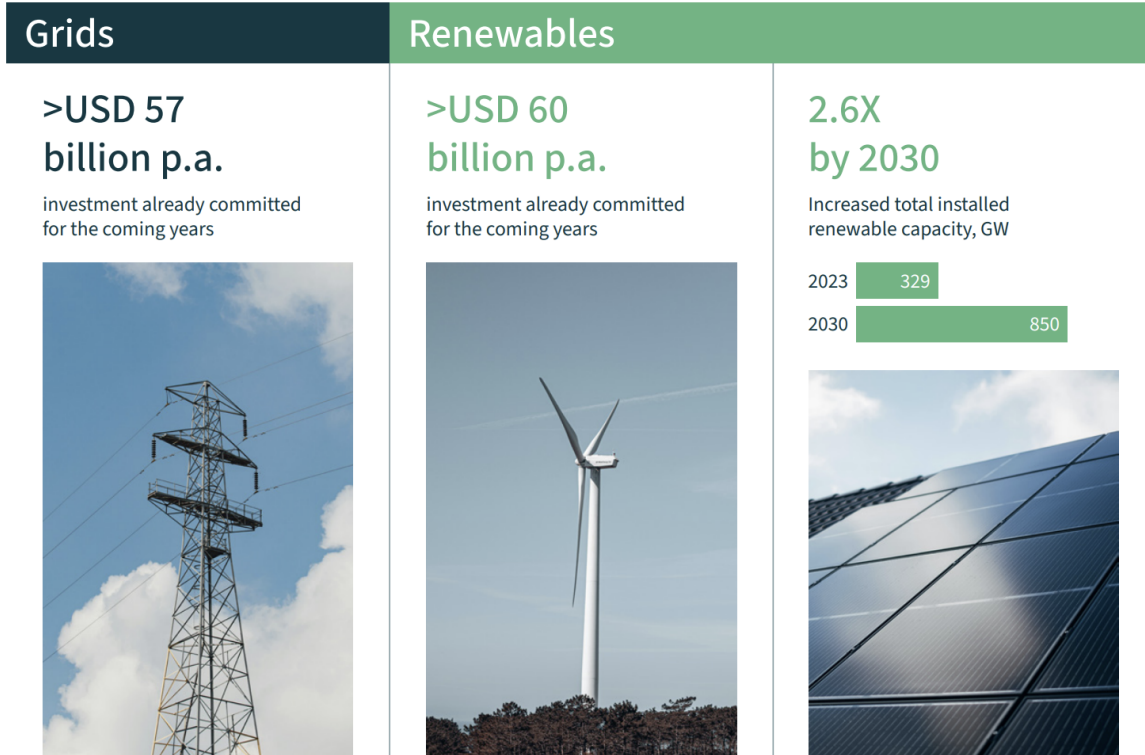 Grids
Renewables
>USD 57
billion p.a.
investment already committed
for the coming years
>USD 60
billion p.a.
investment already committed
for the coming years
2.6X
by 2030
Increased total installed
renewable capacity, GW
2023 329
2030 850